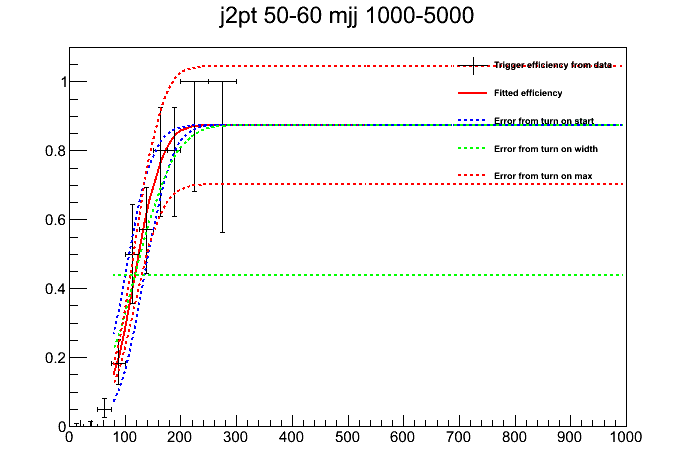 j2pt 50-60 mjj 1000-5000
1
Trigger efficiency from data
Fitted efficiency
Error from turn on start
0.8
Error from turn on width
Error from turn on max
0.6
0.4
0.2
0
0 100 200 300 400 500 600 700 800 900 1000